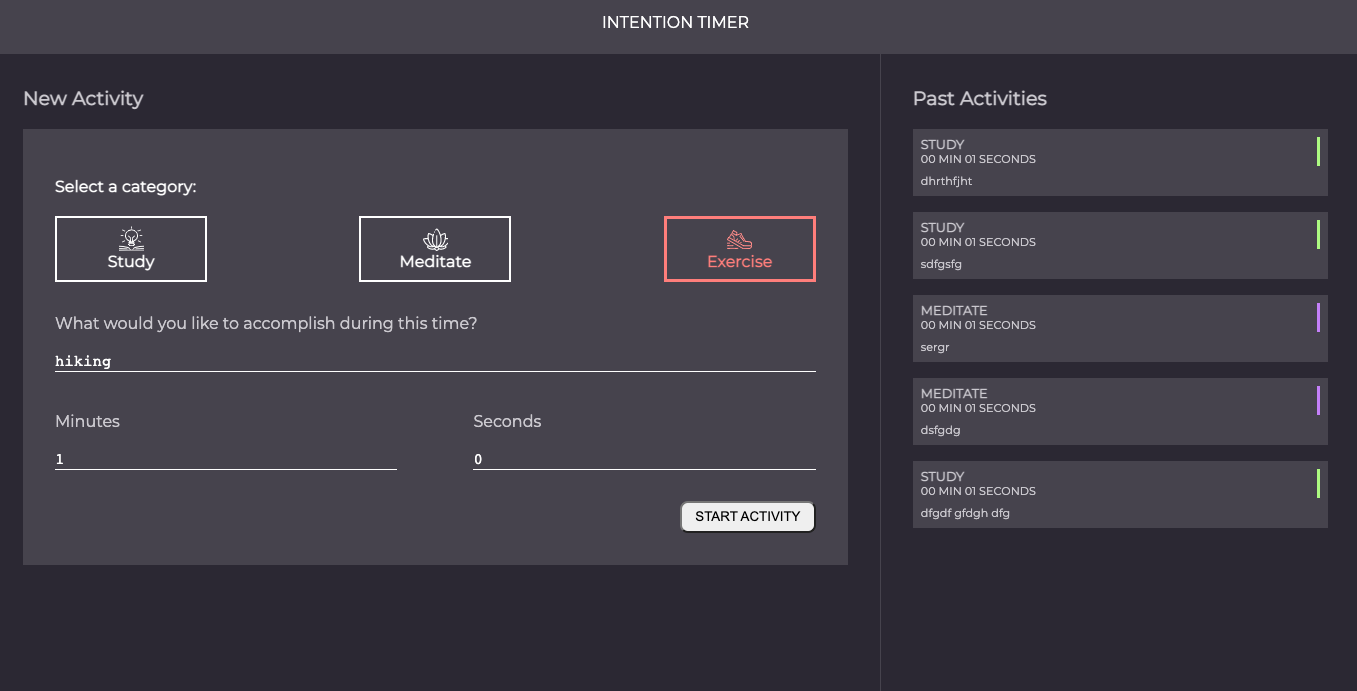 INTENTION TIMER
New Activity
Select a category:
Study
Meditate
Exercise
What would you like to accomplish during this time?
hiking
Minutes
Seconds
1
0
START ACTIVITY
Past Activities
STUDY
00 MIN 01 SECONDS
dhrthfjht
STUDY
00 MIN 01 SECONDS
sdfgsfg
MEDITATE
00 MIN 01 SECONDS
sergr
MEDITATE
00 MIN 01 SECONDS
dsfgdg
STUDY
00 MIN 01 SECONDS
dfgdf gfdgh dfg